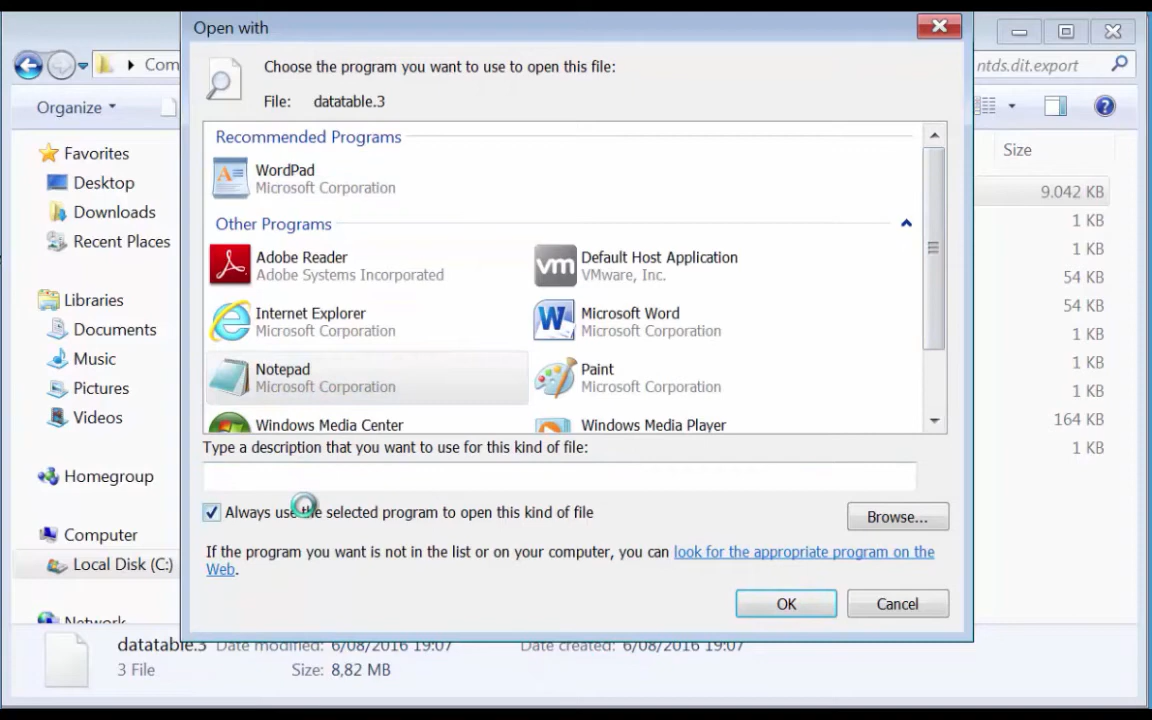 Open with
Com
ntds.dit.export
Choose the program you want to use to open this file:
File: datatable.3
Organize
Favorites
Desktop
Downloads
Recent Places
Libraries
Documents
Music
Pictures
Videos
Homegroup
Computer
Local Disk (C:)
Network
Recommended Programs
WordPad
Microsoft Corporation
Other Programs
Adobe Reader
Adobe Systems Incorporated
Default Host Application
VMware, Inc.
Internet Explorer
Microsoft Corporation
Microsoft Word
Microsoft Corporation
Notepad
Microsoft Corporation
Paint
Microsoft Corporation
Windows Media Center
Windows Media Player
Type a description that you want to use for this kind of file:
Always use the selected program to open this kind of file
Browse...
If the program you want is not in the list or on your computer, you can look for the appropriate program on the
Web.
OK
Cancel
Size
9.042 KB
1 KB
1 KB
54 KB
54 KB
1 KB
1 KB
1 KB
164 KB
1 KB
datatable.3 Date modified: 6/08/2016 19:07 Date created: 6/08/2016 19:07
3 File Size: 8,82 MB